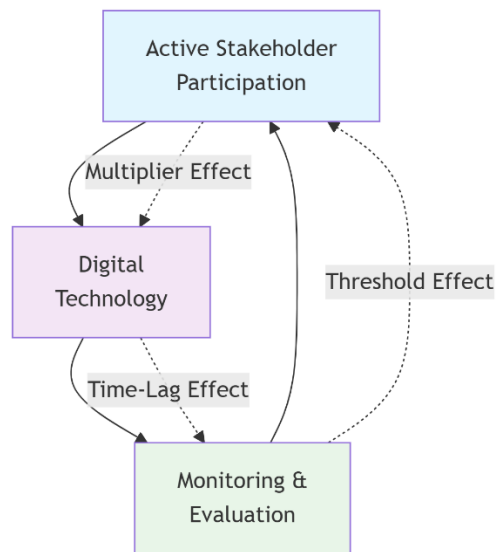 Active Stakeholder
Participation
Multiplier Effect
Digital
Technology
Threshold Effect
Time-Lag Effect
Monitoring &
Evaluation